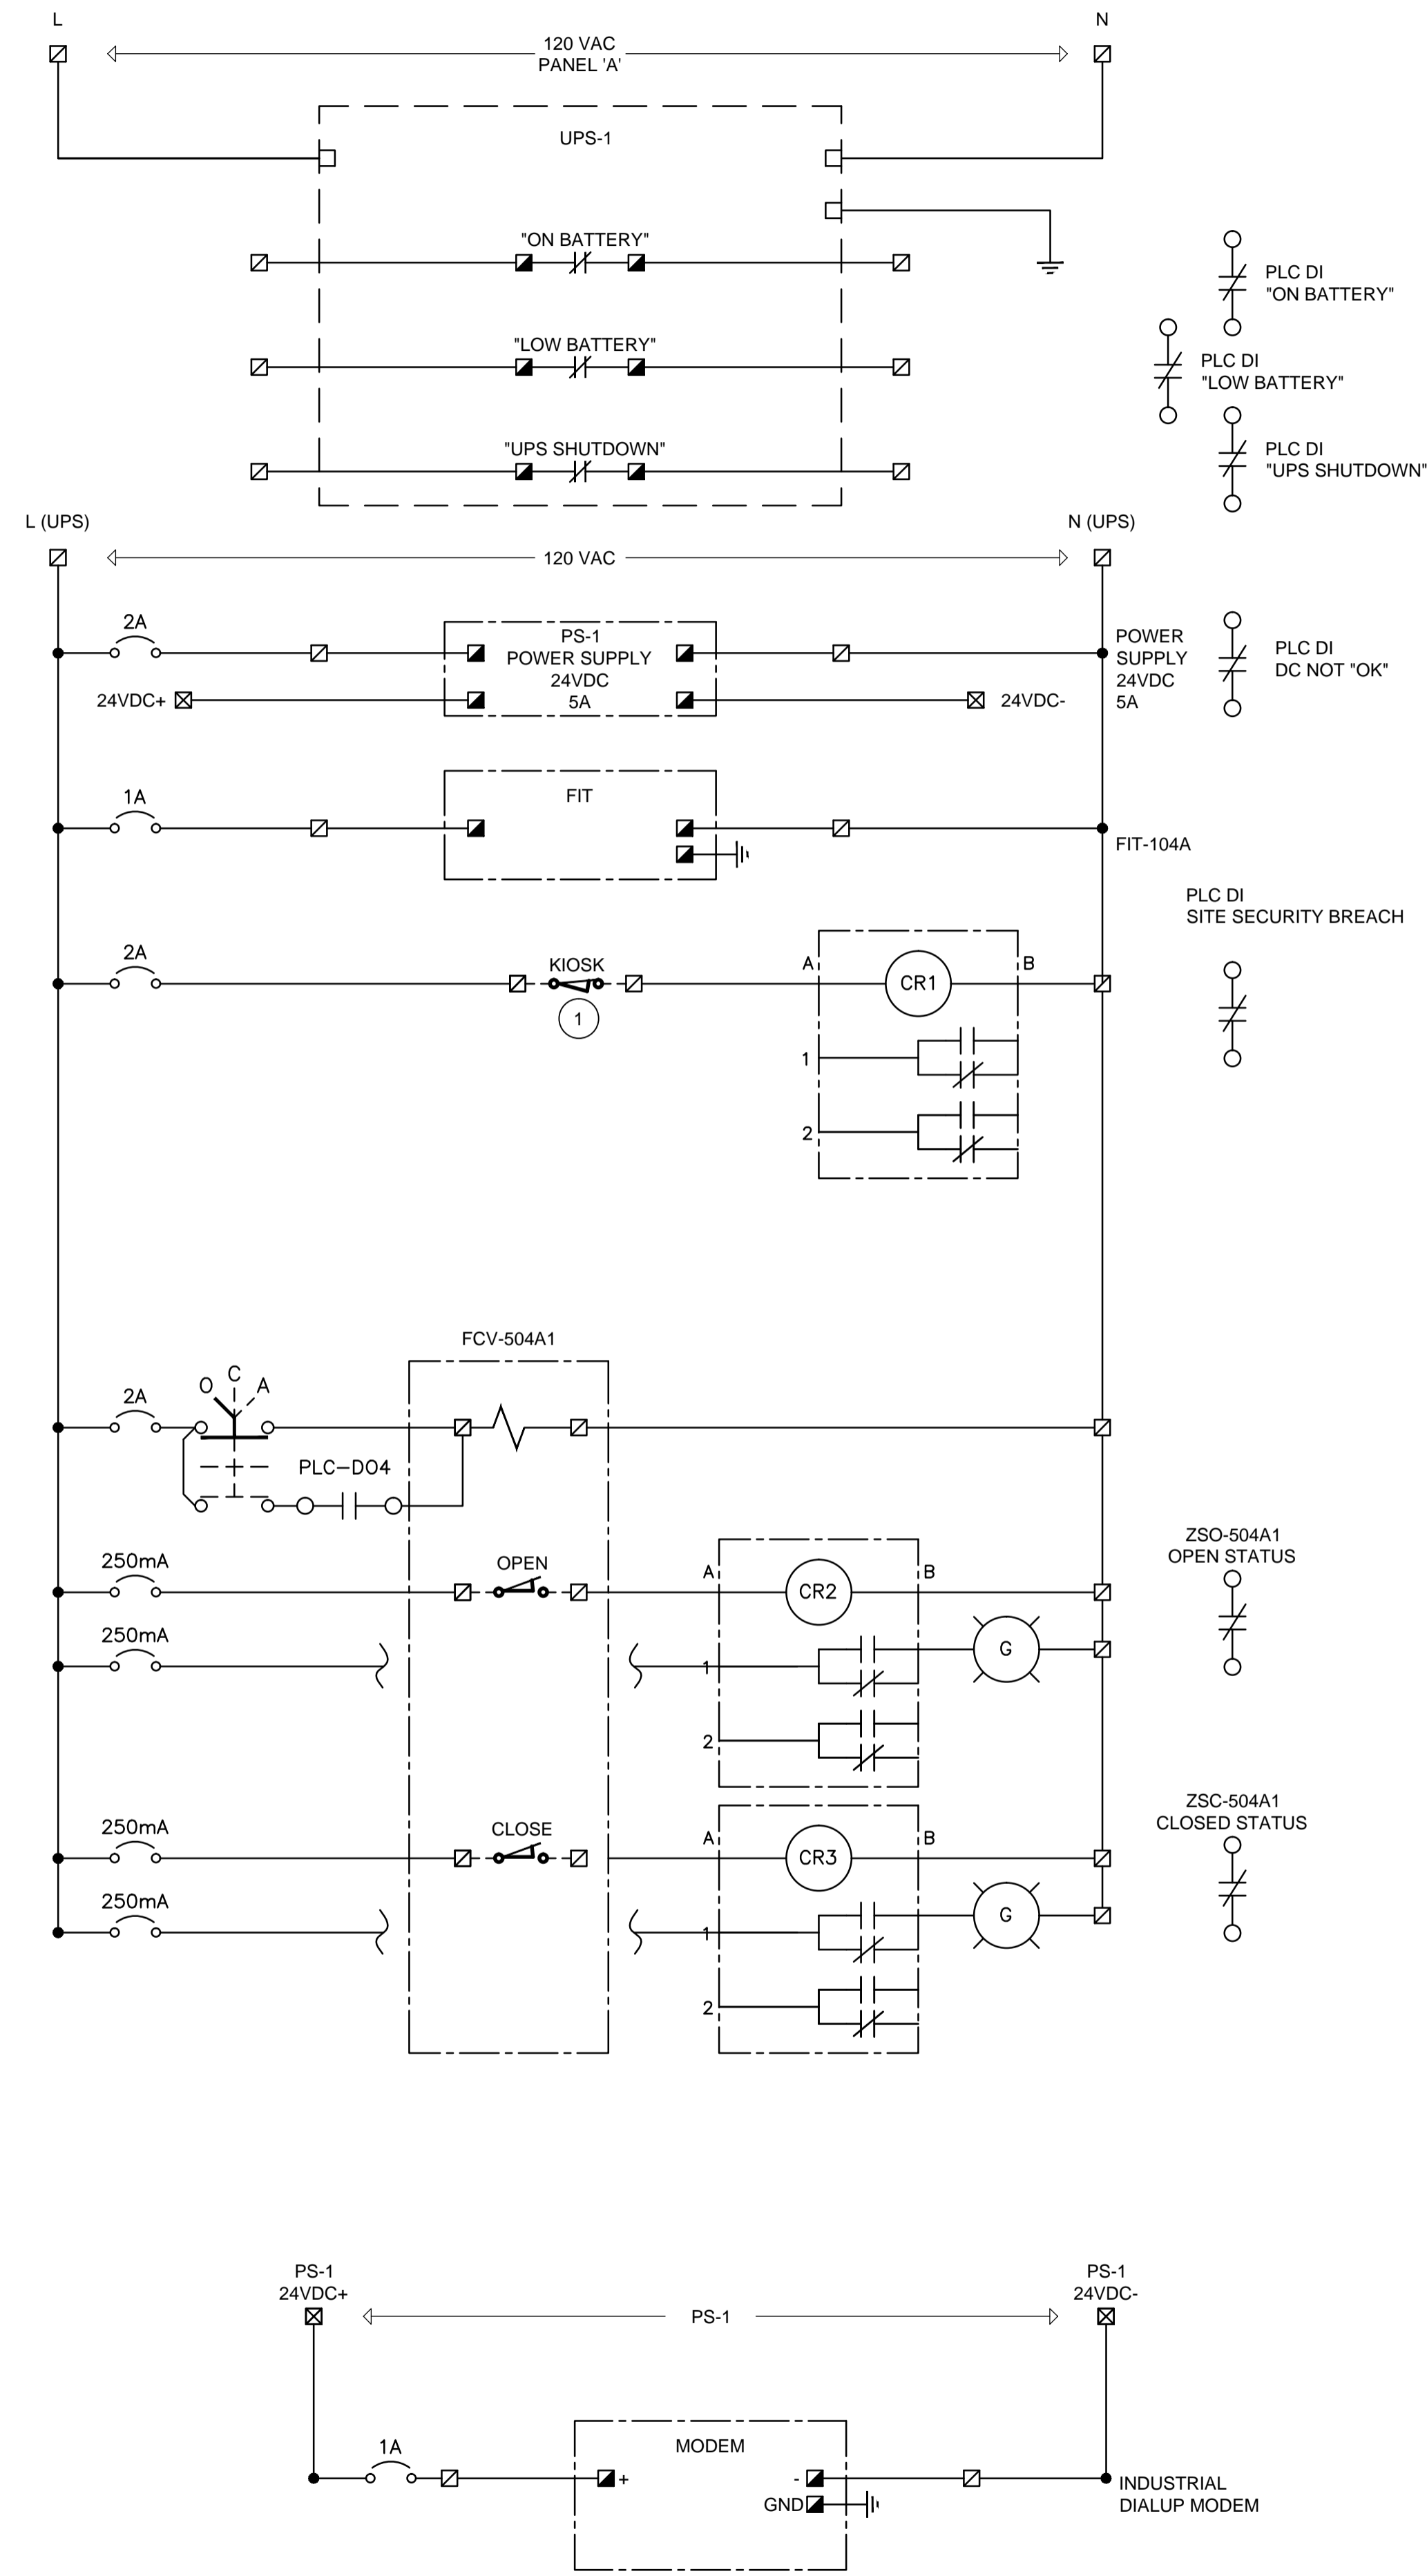 L
N
120 VAC
PANEL 'A'
UPS-1
"ON BATTERY"
PLC DI
"ON BATTERY"
"LOW BATTERY"
PLC DI
"LOW BATTERY"
"UPS SHUTDOWN"
PLC DI
"UPS SHUTDOWN"
L (UPS)
N (UPS)
120 VAC
2A
PS-1
POWER SUPPLY
24VDC
5A
POWER
SUPPLY
24VDC
5A
PLC DI
DC NOT "OK"
24VDC+
24VDC-
1A
FIT
FIT-104A
PLC DI
SITE SECURITY BREACH
2A
KIOSK
1
A
CR1
B
1
2
FCV-504A1
2A
O
C
A
PLC-DO4
ZSO-504A1
OPEN STATUS
250mA
OPEN
A
CR2
B
250mA
1
G
2
ZSC-504A1
CLOSED STATUS
250mA
CLOSE
A
CR3
B
250mA
1
G
2
PS-1
24VDC+
PS-1
PS-1
24VDC-
1A
MODEM
+
-
GND
INDUSTRIAL
DIALUP MODEM